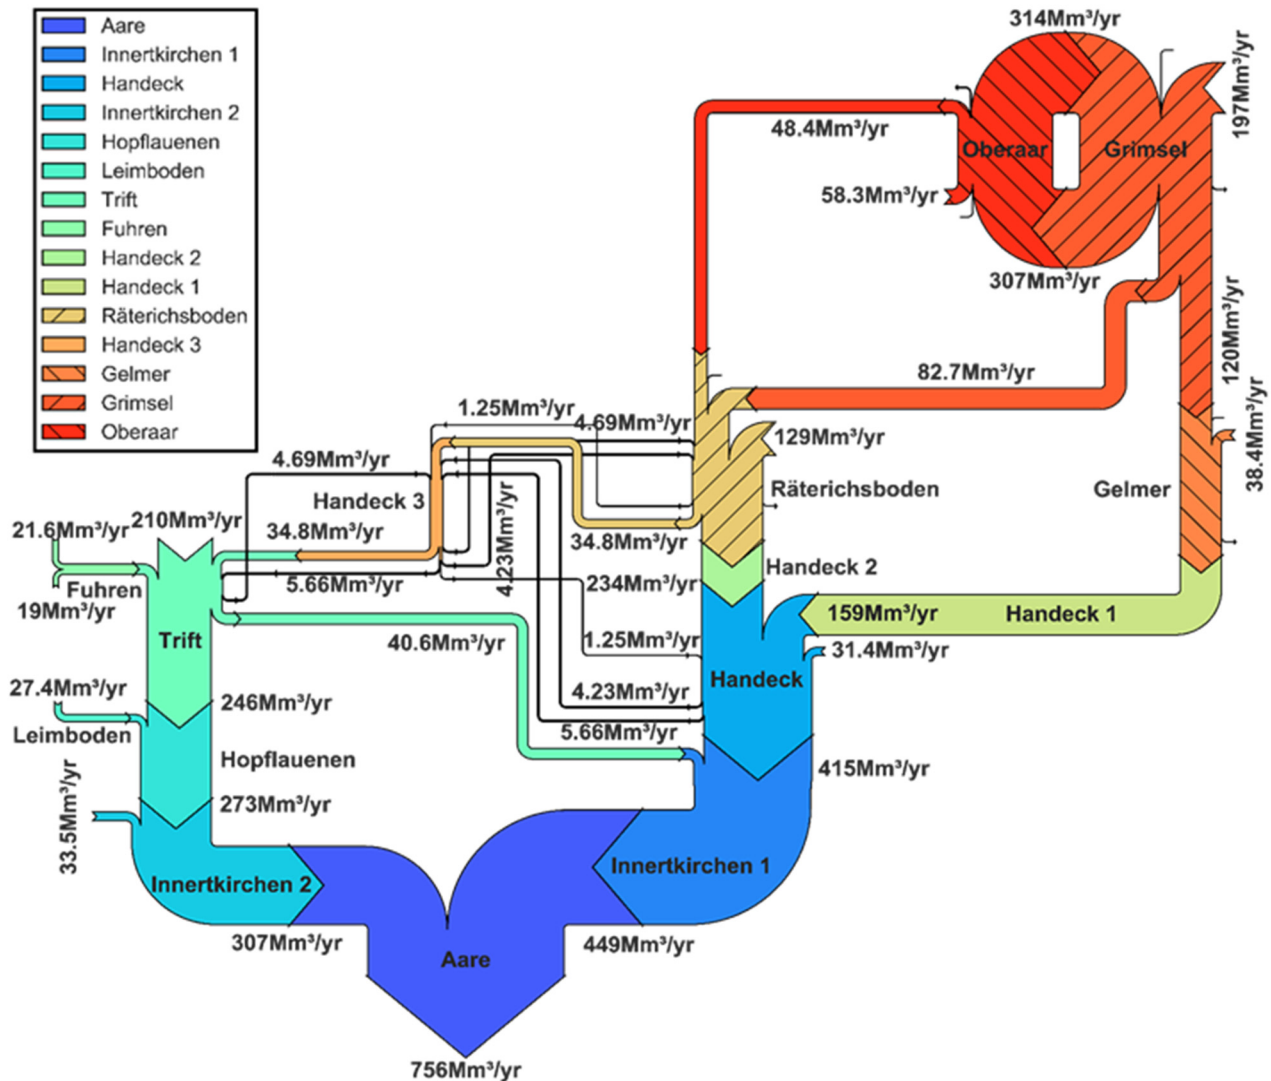 Aare
Innertkirchen 1
Handeck
Innertkirchen 2
Hopflauenen
Leimboden
Trift
Fuhren
Handeck 2
Handeck 1
Räterichsboden
Handeck 3
Gelmer
Grimsel
Oberaar
314Mm³/yr
197Mm³/yr
48.4Mm³/yr
Oberaar
Grimsel
58.3Mm³/yr
307Mm³/yr
120Mm³/yr
82.7Mm³/yr
1.25Mm³/yr
4.69Mm³/yr
129Mm³/yr
38.4Mm³/yr
4.69Mm³/yr
Handeck 3
Räterichsboden
Gelmer
21.6Mm³/yr
210Mm³/yr
34.8Mm³/yr
4.23Mm³/yr
34.8Mm³/yr
Handeck 2
Fuhren
5.66Mm³/yr
234Mm³/yr
19Mm³/yr
159Mm³/yr
Handeck 1
Trift
40.6Mm³/yr
1.25Mm³/yr
31.4Mm³/yr
Handeck
27.4Mm³/yr
246Mm³/yr
4.23Mm³/yr
Leimboden
5.66Mm³/yr
Hopflauenen
415Mm³/yr
33.5Mm³/yr
273Mm³/yr
Innertkirchen 2
Innertkirchen 1
307Mm³/yr
449Mm³/yr
Aare
756Mm³/yr